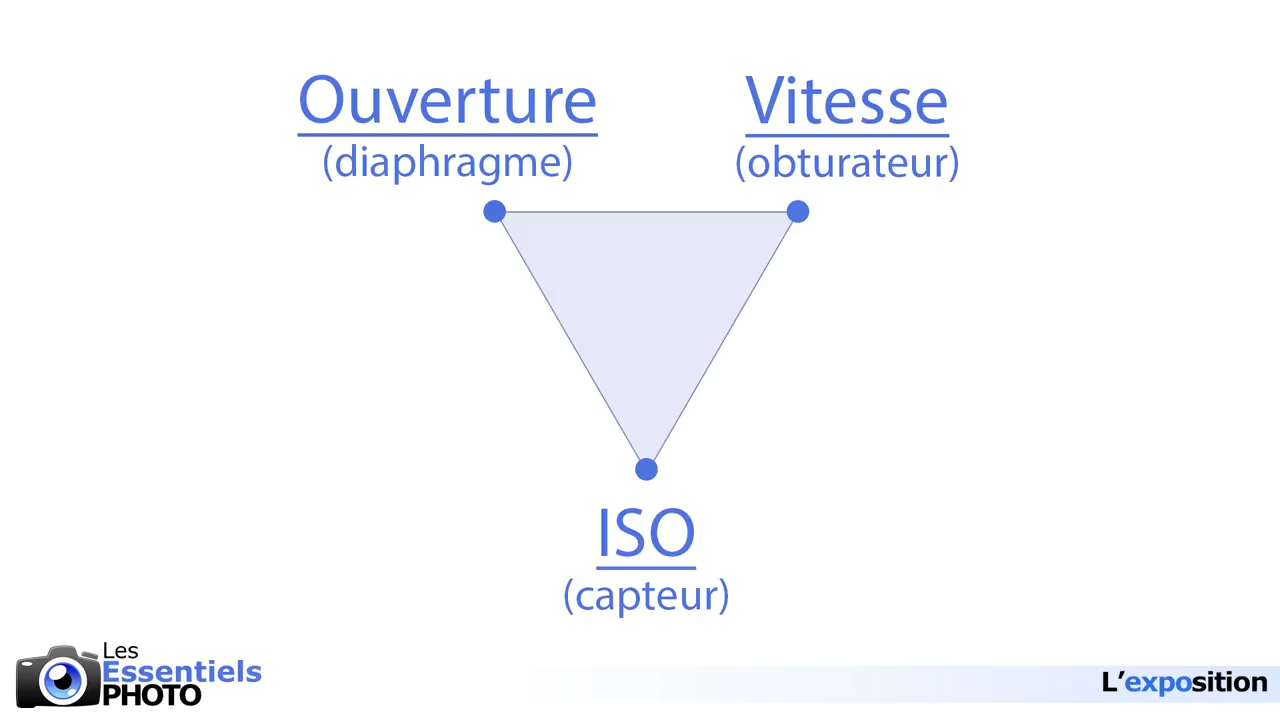 Ouverture
(diaphragme)
Vitesse
(obturateur)
ISO
(capteur)
Les
Essentiels
PHOTO
L'exposition